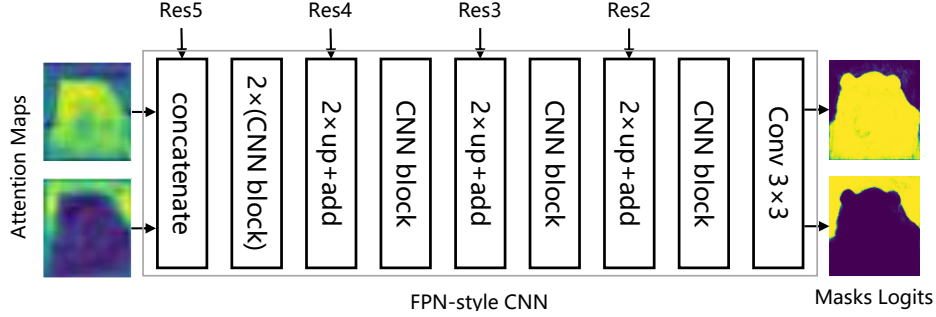 Res5
Res4
Res3
Res2
Attention Maps
concatenate
2×(CNN block)
2×up+add
CNN block
2×up+add
CNN block
2×up+add
CNN block
Conv 3×3
FPN-style CNN
Masks Logits